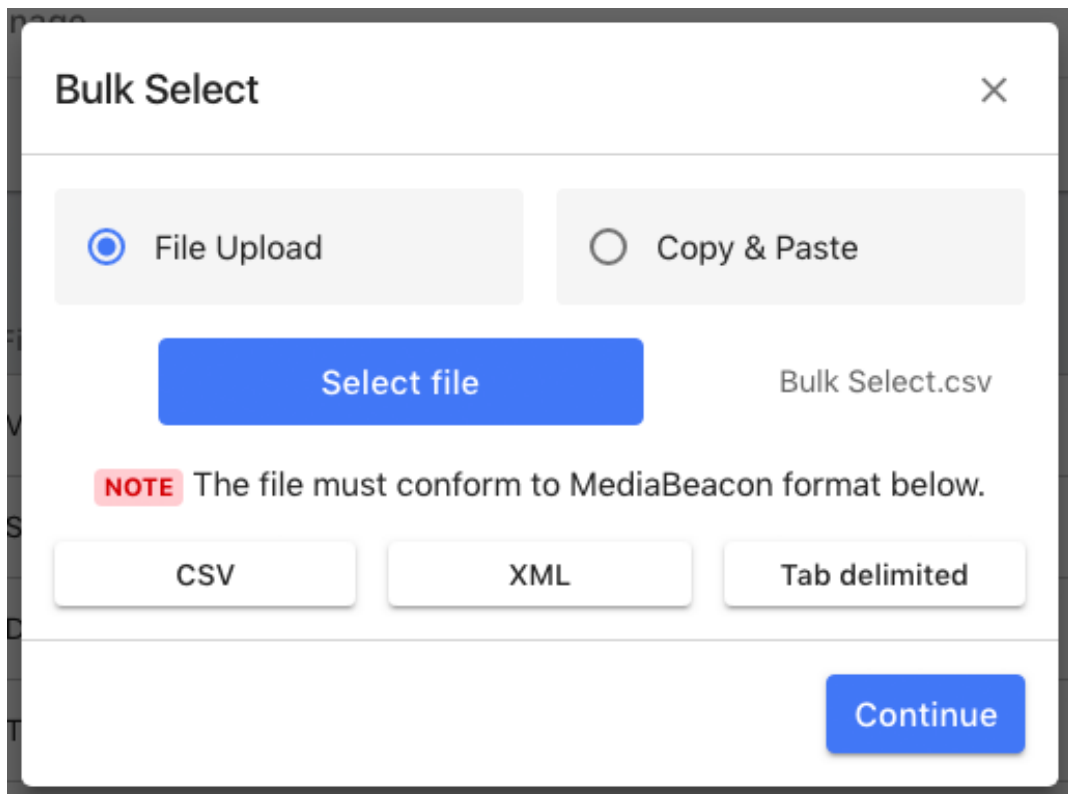 Bulk Select
File Upload
Copy & Paste
Select file
Bulk Select.csv
NOTE The file must conform to MediaBeacon format below.
CSV
XML
Tab delimited
Continue